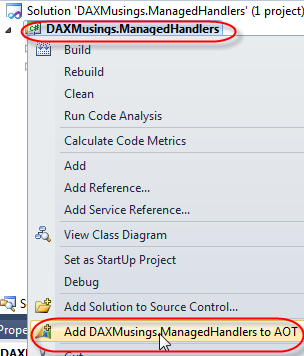 Solution 'DAXMusings.ManagedHandlers' (1 project)
DAXMusings.ManagedHandlers
Build
Rebuild
Clean
Run Code Analysis
Calculate Code Metrics
Add
Add Reference...
Add Service Reference...
View Class Diagram
Set as StartUp Project
Debug
Add Solution to Source Control...
Add DAXMusings.ManagedHandlers to AOT
Prope
DAX
Cut